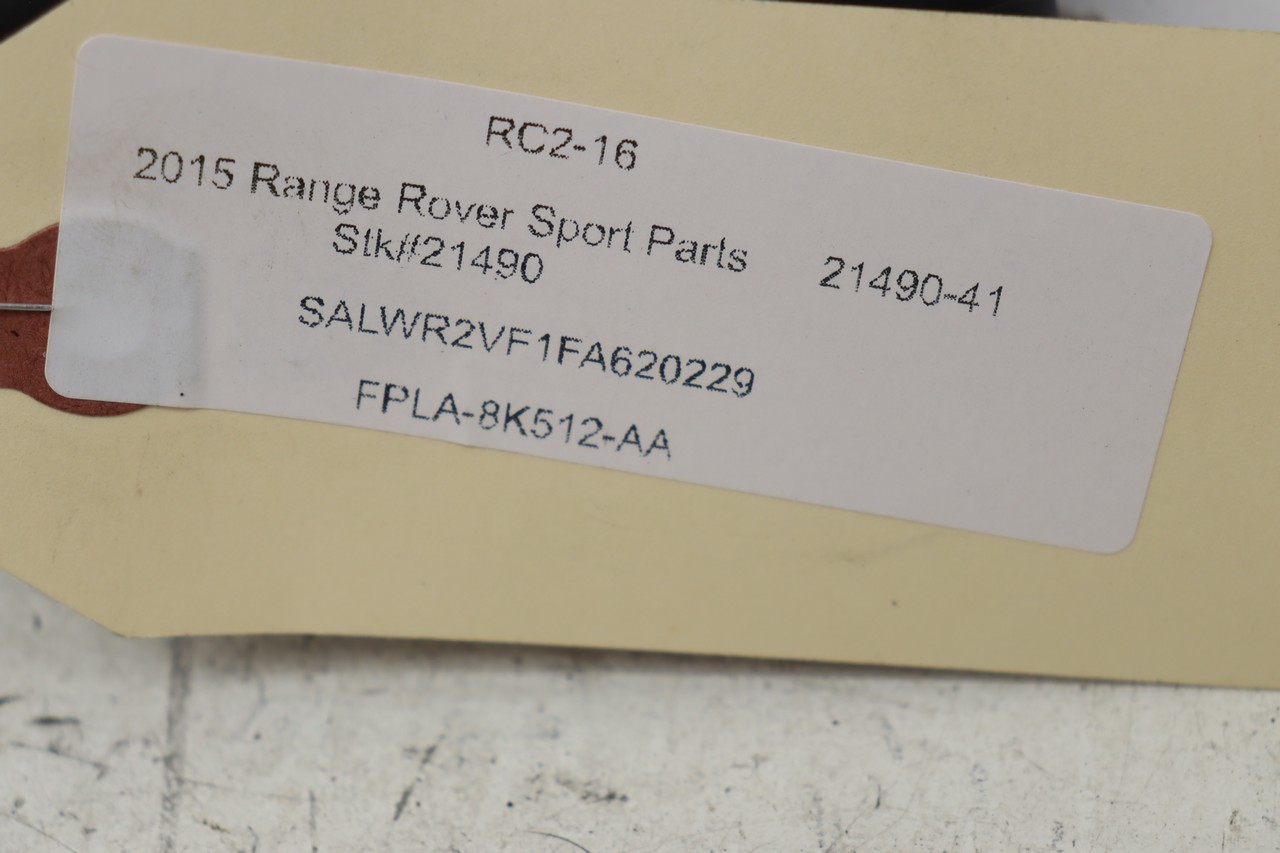 RC2-16
2015 Range Rover Sport Parts 21490-41
Stk#21490
SALWR2VF1FA620229
FPLA-8K512-AA